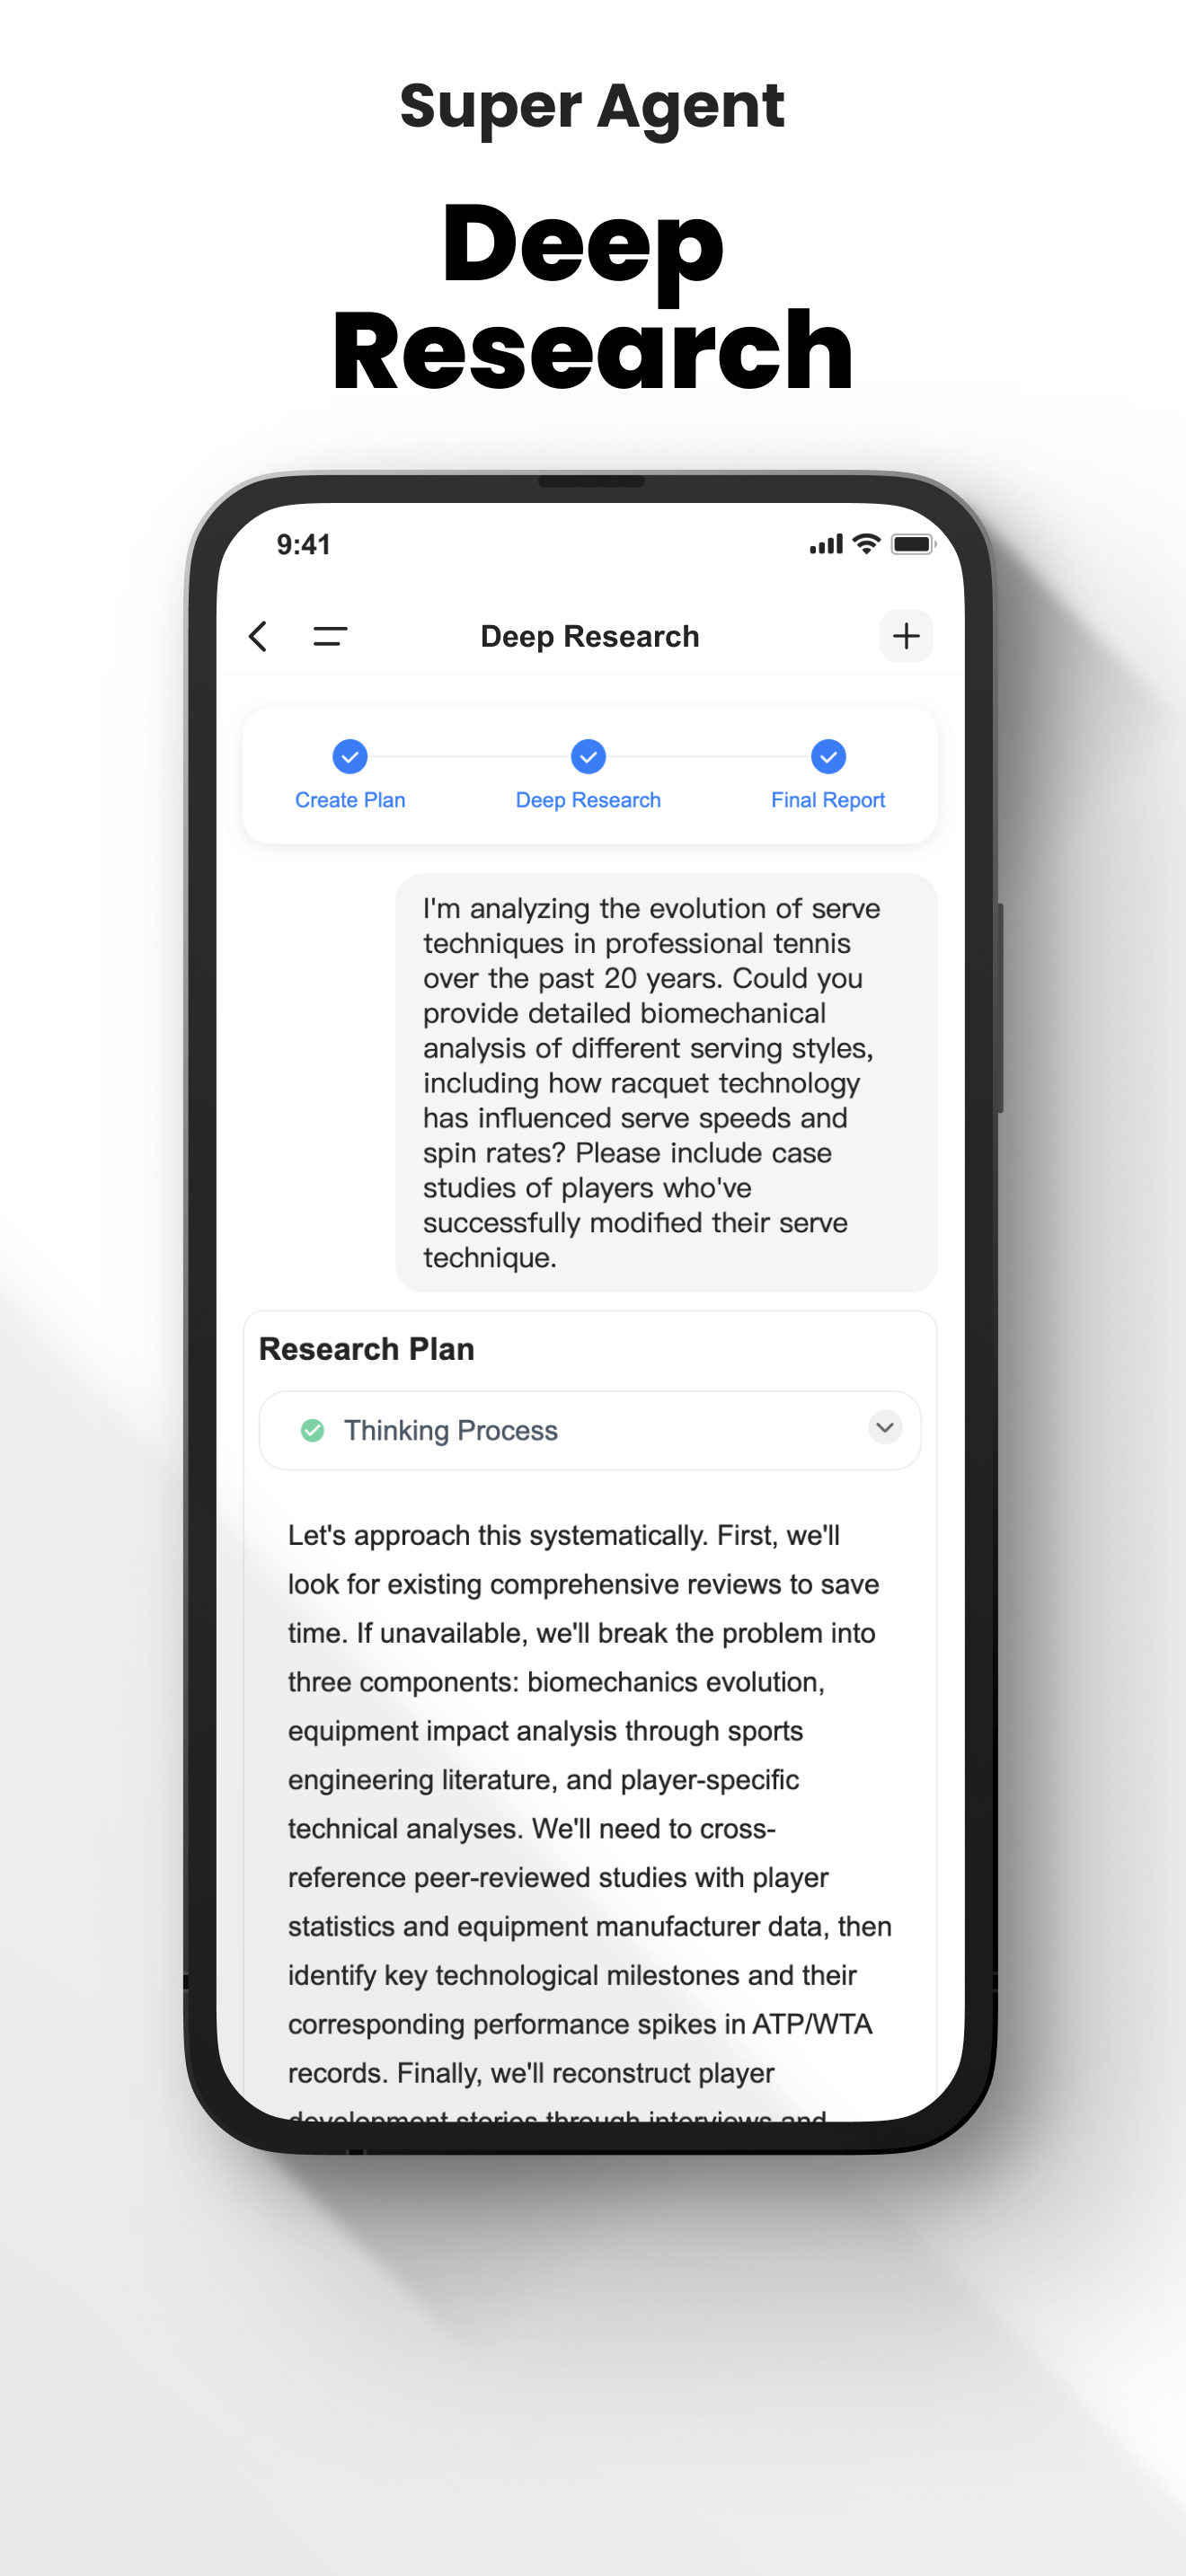 Super Agent
Deep
Research
9:41
Deep Research
Create Plan
Deep Research
Final Report
I'm analyzing the evolution of serve
techniques in professional tennis
over the past 20 years. Could you
provide detailed biomechanical
analysis of different serving styles,
including how racquet technology
has influenced serve speeds and
spin rates? Please include case
studies of players who've
successfully modified their serve
technique.
Research Plan
Thinking Process
Let's approach this systematically. First, we'll
look for existing comprehensive reviews to save
time. If unavailable, we'll break the problem into
three components: biomechanics evolution,
equipment impact analysis through sports
engineering literature, and player-specific
technical analyses. We'll need to cross-
reference peer-reviewed studies with player
statistics and equipment manufacturer data, then
identify key technological milestones and their
corresponding performance spikes in ATP/WTA
records. Finally, we'll reconstruct player
development stories through interviews and